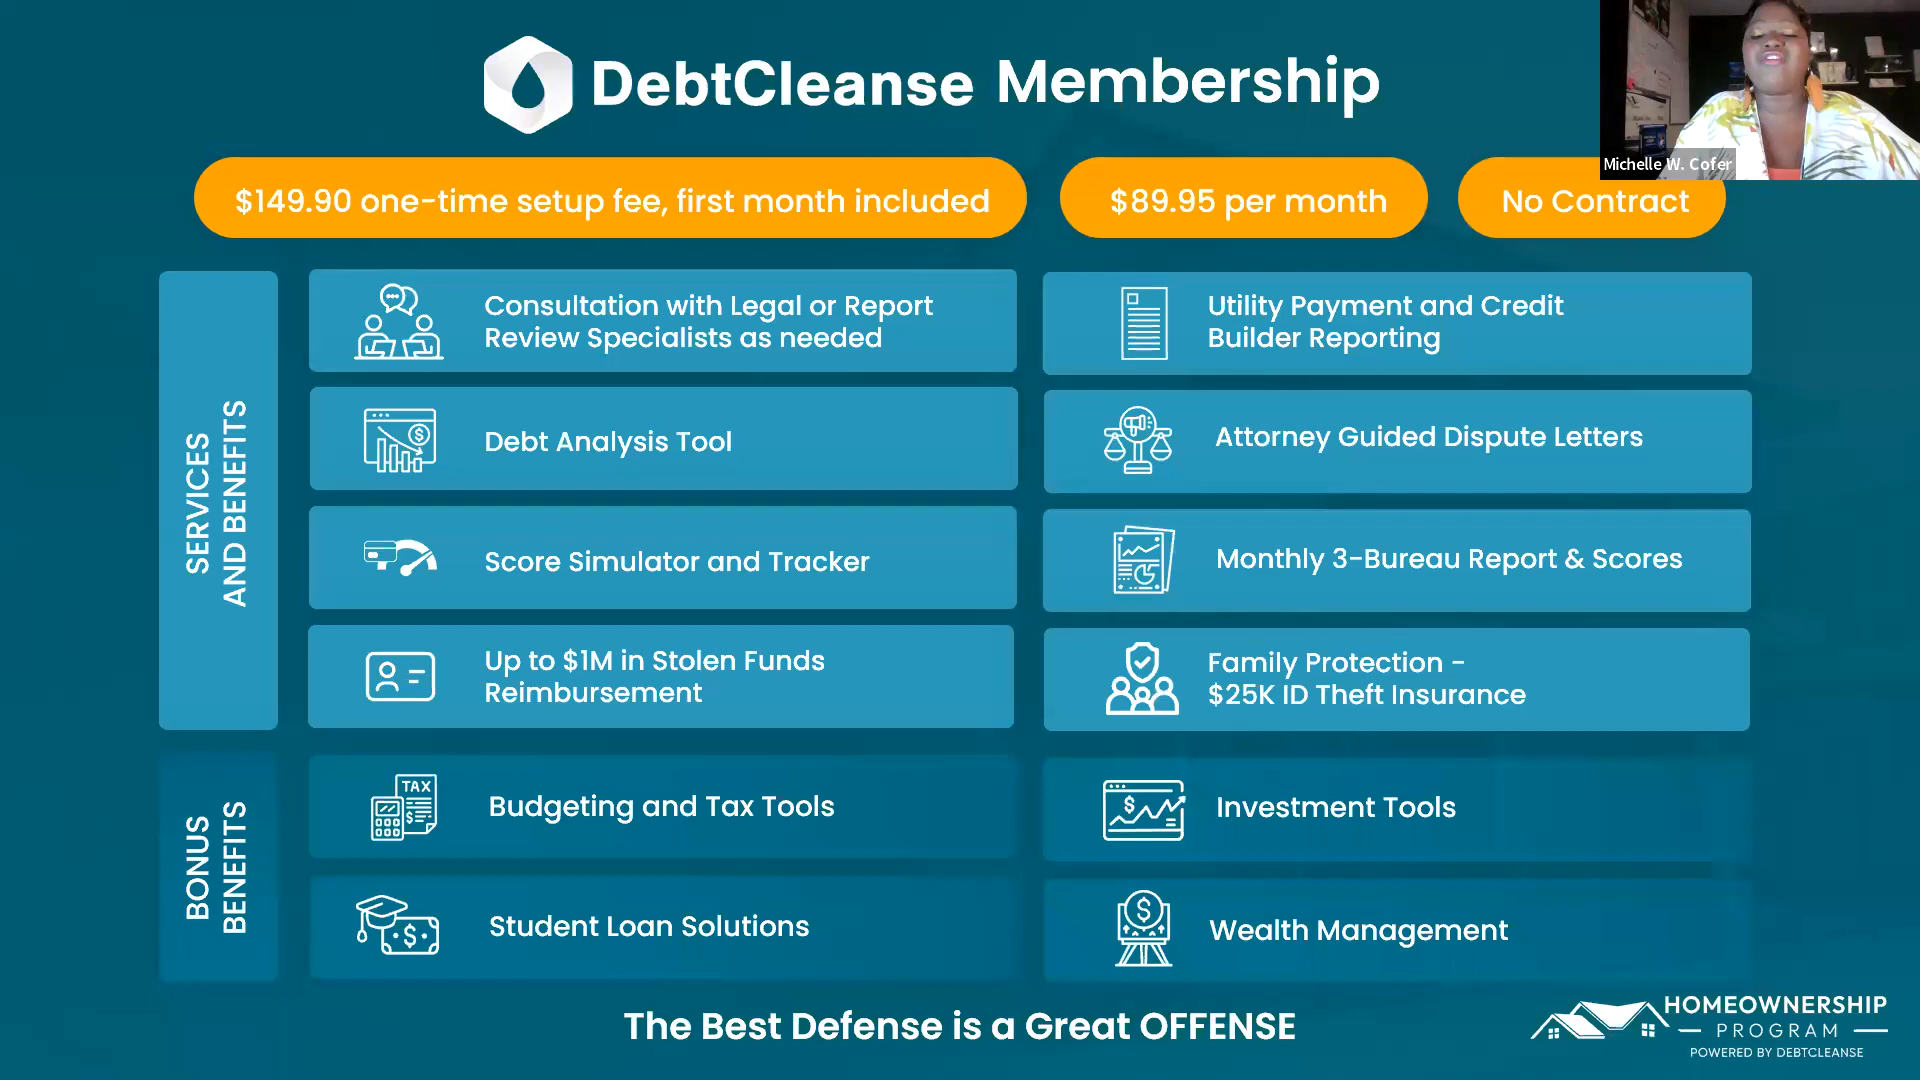 DebtCleanse Membership
Michelle W. Cofer
$149.90 one-time setup fee, first month included
$89.95 per month
No Contract
SERVICES
AND BENEFITS
Consultation with Legal or Report
Review Specialists as needed
Utility Payment and Credit
Builder Reporting
Debt Analysis Tool
Attorney Guided Dispute Letters
Score Simulator and Tracker
Monthly 3-Bureau Report & Scores
Up to $1M in Stolen Funds
Reimbursement
Family Protection -
$25K ID Theft Insurance
BONUS
BENEFITS
TAX
Budgeting and Tax Tools
Investment Tools
Student Loan Solutions
Wealth Management
The Best Defense is a Great OFFENSE
HOMEOWNERSHIP
PROGRAM
POWERED BY DEBTCLEANSE